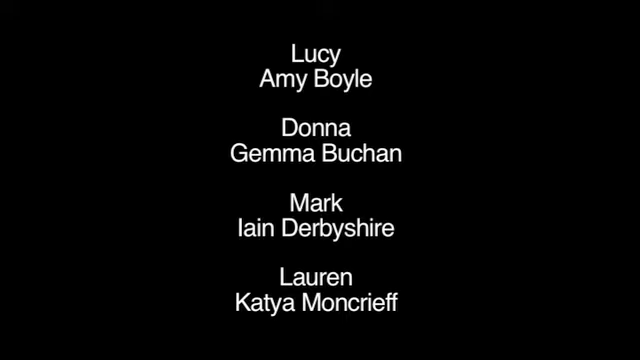 Lucy
Amy Boyle
Donna
Gemma Buchan
Mark
Iain Derbyshire
Lauren
Katya Moncrieff